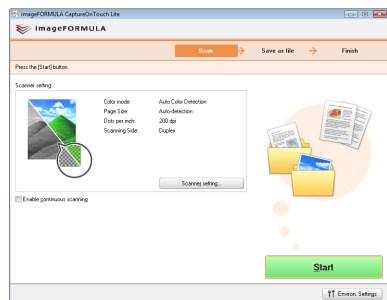 imageFORMULA CaptureOnTouch Lite
imageFORMULA
Scan
Save as file
Finish
Press the [Start] button.
Scanner setting:
Color mode: Auto Color Detection
Page Size: Auto-detection
Dots per inch: 200 dpi
Scanning Side: Duplex
Scanner setting...
Enable continuous scanning
Start
Environ. Settings